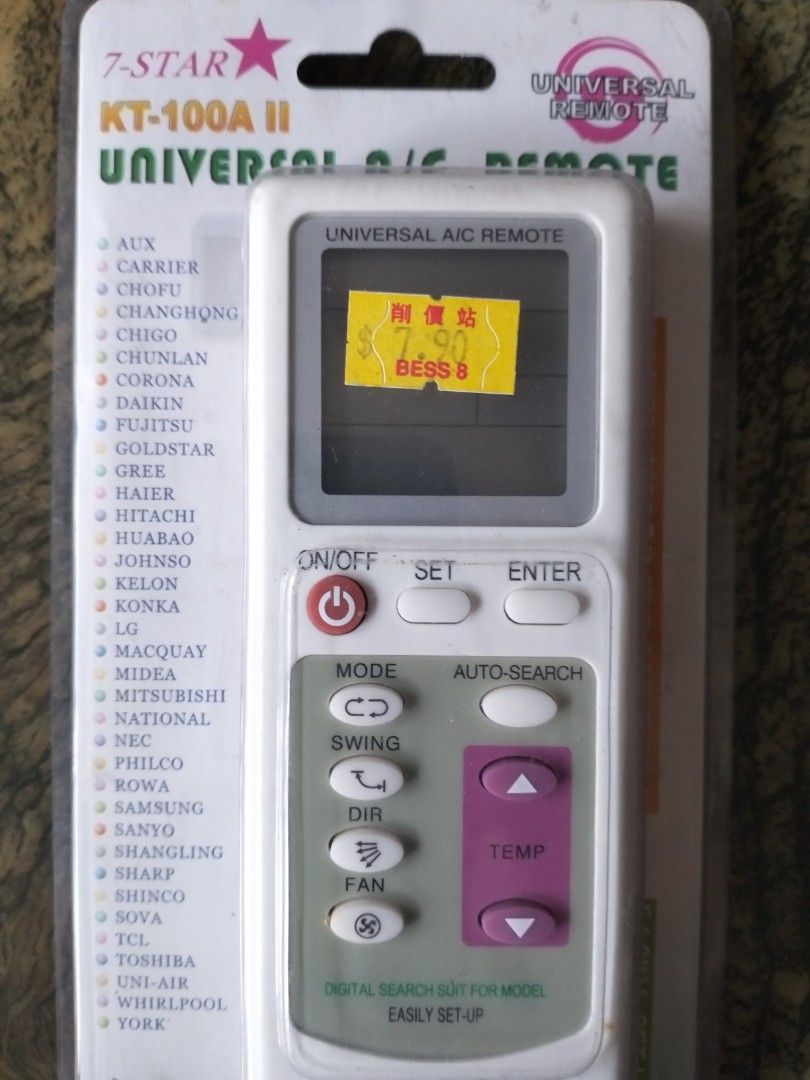 7-STAR
UNIVERSAL
REMOTE
KT-100A II
UNIVERSAL A/C REMOTE
AUX
CARRIER
CHOFU
CHANGHONG
CHIGO
CHUNLAN
CORONA
DAIKIN
FUJITSU
GOLDSTAR
GREE
HAIER
HITACHI
HUABAO
JOHNSO
KELON
KONKA
LG
MACQUAY
MIDEA
MITSUBISHI
NATIONAL
NEC
PHILCO
ROWA
SAMSUNG
SANYO
SHANGLING
SHARP
SHINCO
SOVA
TCL
TOSHIBA
UNI-AIR
WHIRLPOOL
YORK
UNIVERSAL A/C REMOTE
削價站
$ 7.90
BESS 8
ON/OFF SET ENTER
MODE AUTO-SEARCH
SWING
DIR
TEMP
FAN
DIGITAL SEARCH SUIT FOR MODEL
EASILY SET-UP